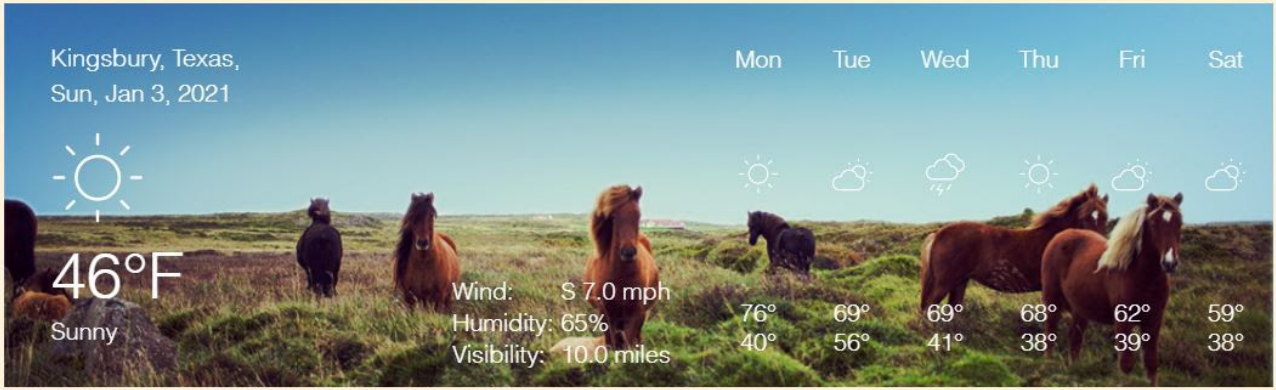 Kingsbury, Texas,
Sun, Jan 3, 2021
46°F
Sunny
Wind: S 7.0 mph
Humidity: 65%
Visibility: 10.0 miles
Mon Tue Wed Thu Fri Sat
76° 69° 69° 68° 62° 59°
40° 56° 41° 38° 39° 38°